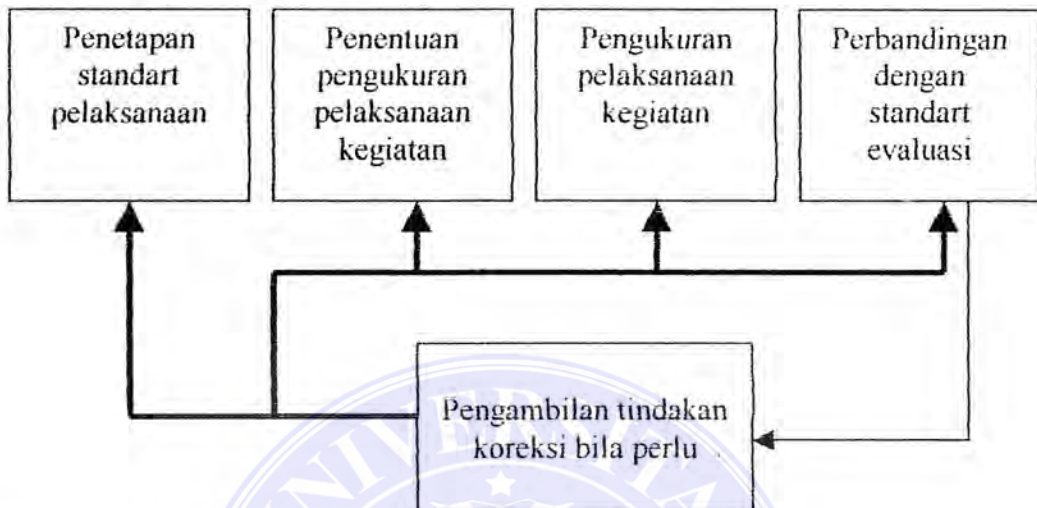 Penetapan
standart
pelaksanaan
Penentuan
pengukuran
pelaksanaan
kegiatan
Pengukuran
pelaksanaan
kegiatan
Perbandingan
dengan
standart
evaluasi
Pengambilan tindakan
koreksi bila perlu
UNIVERSITA